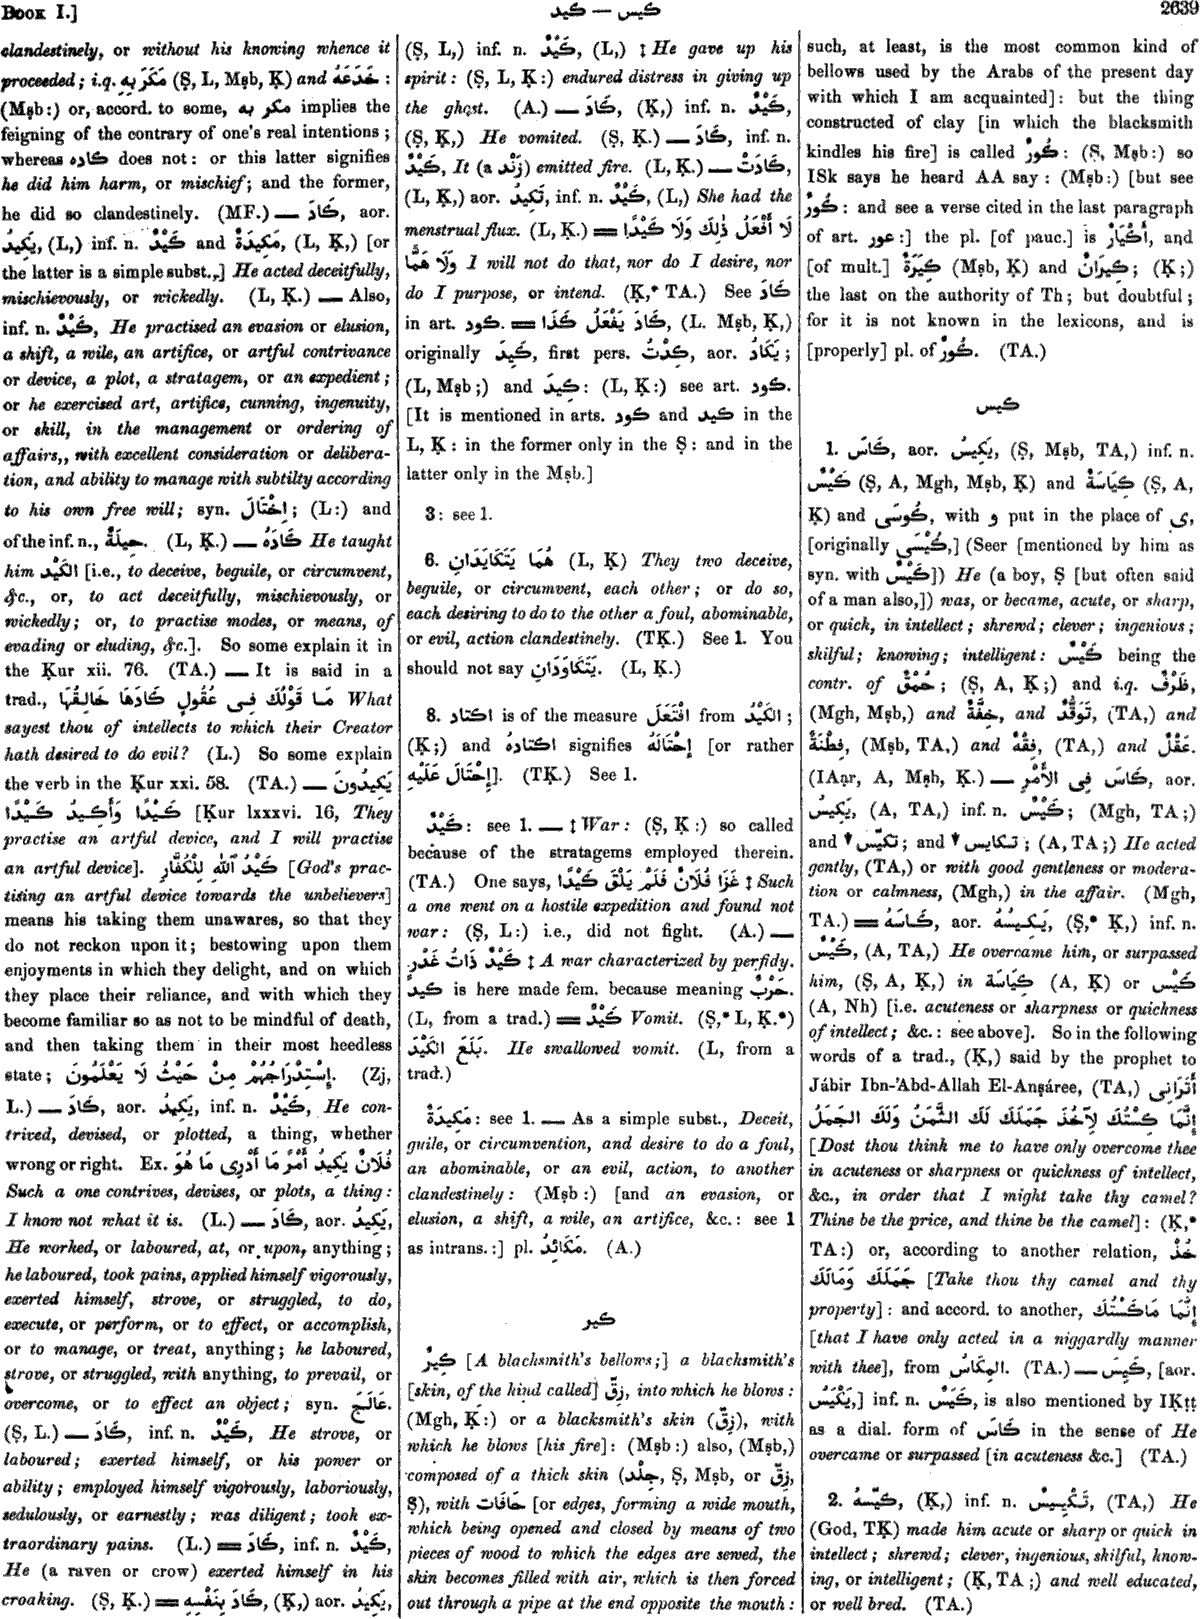 Book I.]
كيد — كيس
2639
clandestinely, or without his knowing whence it
proceeded; i.q. مَكَرَ بِهِ (Ṣ, L, Mṣb, Ḳ) and خَدَعَهُ :
(Mṣb:) or, accord. to some, مكر به implies the
feigning of the contrary of one's real intentions;
whereas كاده does not: or this latter signifies
he did him harm, or mischief; and the former,
he did so clandestinely. (MF.) — كَادَ, aor.
يَكِيدُ, (L,) inf. n. كَيْدٌ and مَكِيدَةٌ, (L, Ḳ,) [or
the latter is a simple subst.,] He acted deceitfully,
mischievously, or wickedly. (L, Ḳ.) — Also,
inf. n. كَيْدٌ, He practised an evasion or elusion,
a shift, a wile, an artifice, or artful contrivance
or device, a plot, a stratagem, or an expedient;
or he exercised art, artifice, cunning, ingenuity,
or skill, in the management or ordering of
affairs,, with excellent consideration or delibera-
tion, and ability to manage with subtilty according
to his own free will; syn. اِحْتَالَ; (L:) and
of the inf. n., حِيلَةٌ. (L, Ḳ.) — كَادَهُ He taught
him الكَيْدَ [i.e., to deceive, beguile, or circumvent,
&c., or, to act deceitfully, mischievously, or
wickedly; or, to practise modes, or means, of
evading or eluding, &c.]. So some explain it in
the Ḳur xii. 76. (TA.) — It is said in a
trad., مَا قَوْلُكَ فِى عُقُولٍ كَادَهَا خَالِقُهَا What
sayest thou of intellects to which their Creator
hath desired to do evil? (L.) So some explain
the verb in the Ḳur xxi. 58. (TA.) — يَكِيدُونَ
كَيْدًا وَأَكِيدُ كَيْدًا [Ḳur lxxxvi. 16, They
practise an artful device, and I will practise
an artful device]. كَيْدُ ٱللّٰهِ لِلْكُفَّارِ [God's prac-
tising an artful device towards the unbelievers]
means his taking them unawares, so that they
do not reckon upon it; bestowing upon them
enjoyments in which they delight, and on which
they place their reliance, and with which they
become familiar so as not to be mindful of death,
and then taking them in their most heedless
state; اِسْتِدْرَاجُهُمْ مِنْ حَيْثُ لَا يَعْلَمُونَ. (Zj,
L.) — كَادَ, aor. يَكِيدُ, inf. n. كَيْدٌ, He con-
trived, devised, or plotted, a thing, whether
wrong or right. Ex. فُلَانٌ يَكِيدُ أَمْرًا مَا أَدْرِى مَا هُوَ
Such a one contrives, devises, or plots, a thing:
I know not what it is. (L.) — كَادَ, aor. يَكِيدُ,
He worked, or laboured, at, or upon, anything;
he laboured, took pains, applied himself vigorously,
exerted himself, strove, or struggled, to do,
execute, or perform, or to effect, or accomplish,
or to manage, or treat, anything; he laboured,
strove, or struggled, with anything, to prevail, or
overcome, or to effect an object; syn. عَالَجَ.
(Ṣ, L.) — كَادَ, inf. n. كَيْدٌ, He strove, or
laboured; exerted himself, or his power or
ability; employed himself vigorously, laboriously,
sedulously, or earnestly; was diligent; took ex-
traordinary pains. (L.) = كَادَ, inf. n. كَيْدٌ,
He (a raven or crow) exerted himself in his
croaking. (Ṣ, Ḳ.) = كَادَ بِنَفْسِهِ, (Ḳ,) aor. يَكِيدُ,
(Ṣ, L,) inf. n. كَيْدٌ, (L,) ‡ He gave up his
spirit: (Ṣ, L, Ḳ:) endured distress in giving up
the ghost. (A.) — كَادَ, (Ḳ,) inf. n. كَيْدٌ,
(Ṣ, Ḳ,) He vomited. (Ṣ, Ḳ.) — كَادَ, inf. n.
كَيْدٌ, It (a زَنْد) emitted fire. (L, Ḳ.) — كَادَتْ,
(L, Ḳ,) aor. تَكِيدُ, inf. n. كَيْدٌ, (L,) She had the
menstrual flux. (L, Ḳ.) = لَا أَفْعَلُ ذٰلِكَ وَلَا كَيْدًا
وَلَا هَمًّا I will not do that, nor do I desire, nor
do I purpose, or intend. (Ḳ,* TA.) See كَادَ
in art. كود. = كَادَ يَفْعَلُ كَذَا, (L, Mṣb, Ḳ,)
originally كَيِدَ, first pers. كِدْتُ, aor. يَكَادُ;
(L, Mṣb;) and كِيدَ: (L, Ḳ:) see art. كود.
[It is mentioned in arts. كود and كيد in the
L, Ḳ: in the former only in the Ṣ: and in the
latter only in the Mṣb.]
3: see 1.
6. هُمَا يَتَكَايَدَانِ (L, Ḳ) They two deceive,
beguile, or circumvent, each other; or do so,
each desiring to do to the other a foul, abominable,
or evil, action clandestinely. (TḲ.) See 1. You
should not say يَتَكَاوَدَانِ. (L, Ḳ.)
8. اكتاد is of the measure افْتَعَلَ from الكَيْدُ;
(Ḳ;) and اكتادهُ signifies اِحْتَالَهُ [or rather
اِحْتَالَ عَلَيْهِ]. (TḲ.) See 1.
كَيْدٌ: see 1. — ‡ War: (Ṣ, Ḳ:) so called
because of the stratagems employed therein.
(TA.) One says, غَزَا فُلَانٌ فَلَمْ يَلْقَ كَيْدًا ‡ Such
a one went on a hostile expedition and found not
war: (Ṣ, L:) i.e., did not fight. (A.) —
كَيْدٌ ذَاتُ غَدْرٍ ‡ A war characterized by perfidy.
كيد is here made fem. because meaning حَرْبٌ.
(L, from a trad.) = كَيْدٌ Vomit. (Ṣ,* L, Ḳ.*)
بَلَعَ الكَيْدَ. He swallowed vomit. (L, from a
trad.)
مَكِيدَةٌ: see 1. — As a simple subst., Deceit,
guile, or circumvention, and desire to do a foul,
an abominable, or an evil, action, to another
clandestinely: (Mṣb:) [and an evasion, or
elusion, a shift, a wile, an artifice, &c.: see 1
as intrans.:] pl. مَكَائِدُ. (A.)
كير
كِيرٌ [A blacksmith's bellows;] a blacksmith's
[skin, of the kind called] زِقّ, into which he blows:
(Mgh, Ḳ:) or a blacksmith's skin (زِقّ), with
which he blows [his fire]: (Mṣb:) also, (Mṣb,)
composed of a thick skin (جِلْد, Ṣ, Mṣb, or زِقّ,
Ṣ), with حَافَات [or edges, forming a wide mouth,
which being opened and closed by means of two
pieces of wood to which the edges are sewed, the
skin becomes filled with air, which is then forced
out through a pipe at the end opposite the mouth:
such, at least, is the most common kind of
bellows used by the Arabs of the present day
with which I am acquainted]: but the thing
constructed of clay [in which the blacksmith
kindles his fire] is called كُورٌ: (Ṣ, Mṣb:) so
ISk says he heard AA say: (Mṣb:) [but see
كُورٌ: and see a verse cited in the last paragraph
of art. عور:] the pl. [of pauc.] is أَكْيَارٌ, and
[of mult.] كِيَرَةٌ (Mṣb, Ḳ) and كِيرَانٌ; (Ḳ;)
the last on the authority of Th; but doubtful;
for it is not known in the lexicons, and is
[properly] pl. of كُورٌ. (TA.)
كيس
1. كَاسَ, aor. يَكِيسُ, (Ṣ, Mṣb, TA,) inf. n.
كَيْسٌ (Ṣ, A, Mgh, Mṣb, Ḳ) and كِيَاسَةٌ (Ṣ, A,
Ḳ) and كُوسَى, with و put in the place of ى,
[originally كُيْسَى,] (Seer [mentioned by him as
syn. with كَيْسٌ]) He (a boy, Ṣ [but often said
of a man also,]) was, or became, acute, or sharp,
or quick, in intellect; shrewd; clever; ingenious;
skilful; knowing; intelligent: كَيْسٌ being the
contr. of حُمْقٌ; (Ṣ, A, Ḳ;) and i.q. ظَرْفٌ,
(Mgh, Mṣb,) and خِفَّةٌ, and تَوَقُّدٌ, (TA,) and
فِطْنَةٌ, (Mṣb, TA,) and فِقْهٌ, (TA,) and عَقْلٌ.
(IAạr, A, Mṣb, Ḳ.) — كَاسَ فِى الأَمْرِ, aor.
يَكِيسُ, (A, TA,) inf. n. كَيْسٌ; (Mgh, TA;)
and ▼ تكيّس; and ▼ تكايس; (A, TA;) He acted
gently, (TA,) or with good gentleness or modera-
tion or calmness, (Mgh,) in the affair. (Mgh,
TA.) = كَاسَهُ, aor. يَكِيسُهُ, (Ṣ,* Ḳ,) inf. n.
كَيْسٌ, (A, TA,) He overcame him, or surpassed
him, (Ṣ, A, Ḳ,) in كِيَاسَة (A, Ḳ) or كَيْس
(A, Nh) [i.e. acuteness or sharpness or quickness
of intellect; &c.: see above]. So in the following
words of a trad., (Ḳ,) said by the prophet to
Jábir Ibn-'Abd-Allah El-Anṣáree, (TA,) أَتَرَانِى
إِنَّمَا كِسْتُكَ لِآخُذَ جَمَلَكَ لَكَ الثَّمَنُ وَلَكَ الجَمَلُ
[Dost thou think me to have only overcome thee
in acuteness or sharpness or quickness of intellect,
&c., in order that I might take thy camel?
Thine be the price, and thine be the camel]: (Ḳ,*
TA:) or, according to another relation, خُذْ
جَمَلَكَ وَمَالَكَ [Take thou thy camel and thy
property]: and accord. to another, إِنَّمَا مَاكَسْتُكَ
[that I have only acted in a niggardly manner
with thee], from المِكَاسُ. (TA.) — كَيِسَ, [aor.
يَكْيَسُ,] inf. n. كَيَسٌ, is also mentioned by IḲṭṭ
as a dial. form of كَاسَ in the sense of He
overcame or surpassed [in acuteness &c.] (TA.)
2. كيّسهُ, (Ḳ,) inf. n. تَكْيِيسٌ, (TA,) He
(God, TḲ) made him acute or sharp or quick in
intellect; shrewd; clever, ingenious, skilful, know-
ing, or intelligent; (Ḳ, TA;) and well educated,
or well bred. (TA.)